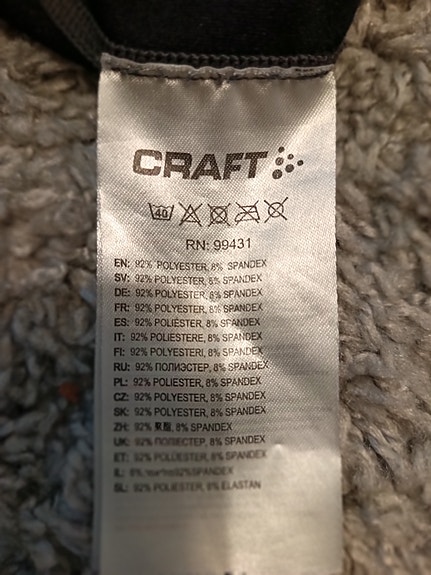 CRAFT
40
RN: 99431
EN: 92% POLYESTER, 8% SPANDEX
SV: 92% POLYESTER, 8% SPANDEX
DE: 92% POLYESTER, 8% SPANDEX
FR: 92% POLYESTER, 8% SPANDEX
ES: 92% POLIÉSTER, 8% SPANDEX
IT: 92% POLIESTERE, 8% SPANDEX
FI: 92% POLYESTERI, 8% SPANDEX
RU: 92% ПОЛИЭСТЕР, 8% SPANDEX
PL: 92% POLIESTER, 8% SPANDEX
CZ: 92% POLYESTER, 8% SPANDEX
SK: 92% POLYESTER, 8% SPANDEX
ZH: 92% 聚酯, 8% SPANDEX
UK: 92% ПОЛІЕСТЕР, 8% SPANDEX
ET: 92% POLÜESTER, 8% SPANDEX
IL: 8% 92%SPANDEX
SL: 92% POLIESTER, 8% ELASTAN